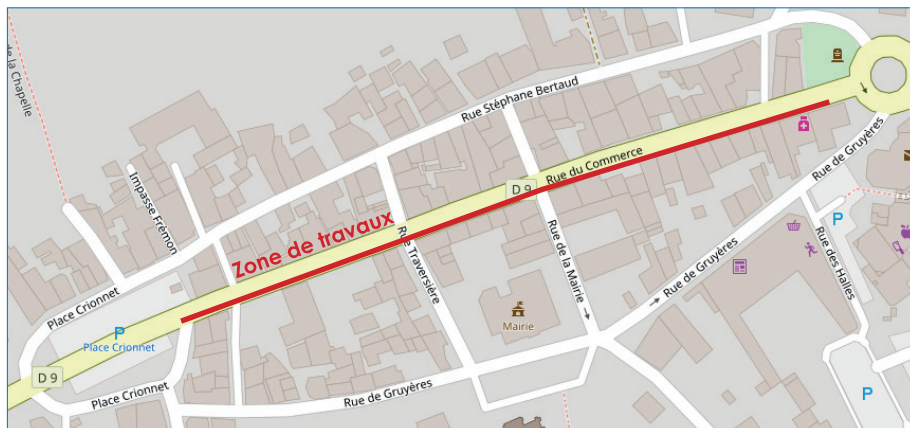 de la Chapelle
Rue Stéphane Bertaud
Impasse Frémon
Rue du Commerce
D 9
Rue de Gruyères
Zone de travaux
Rue Traversière
Rue de la Mairie
Rue des Halles
P
Rue de Gruyères
Place Crionnet
Mairie
P
Place Crionnet
D 9
Place Crionnet
Rue de Gruyères
P